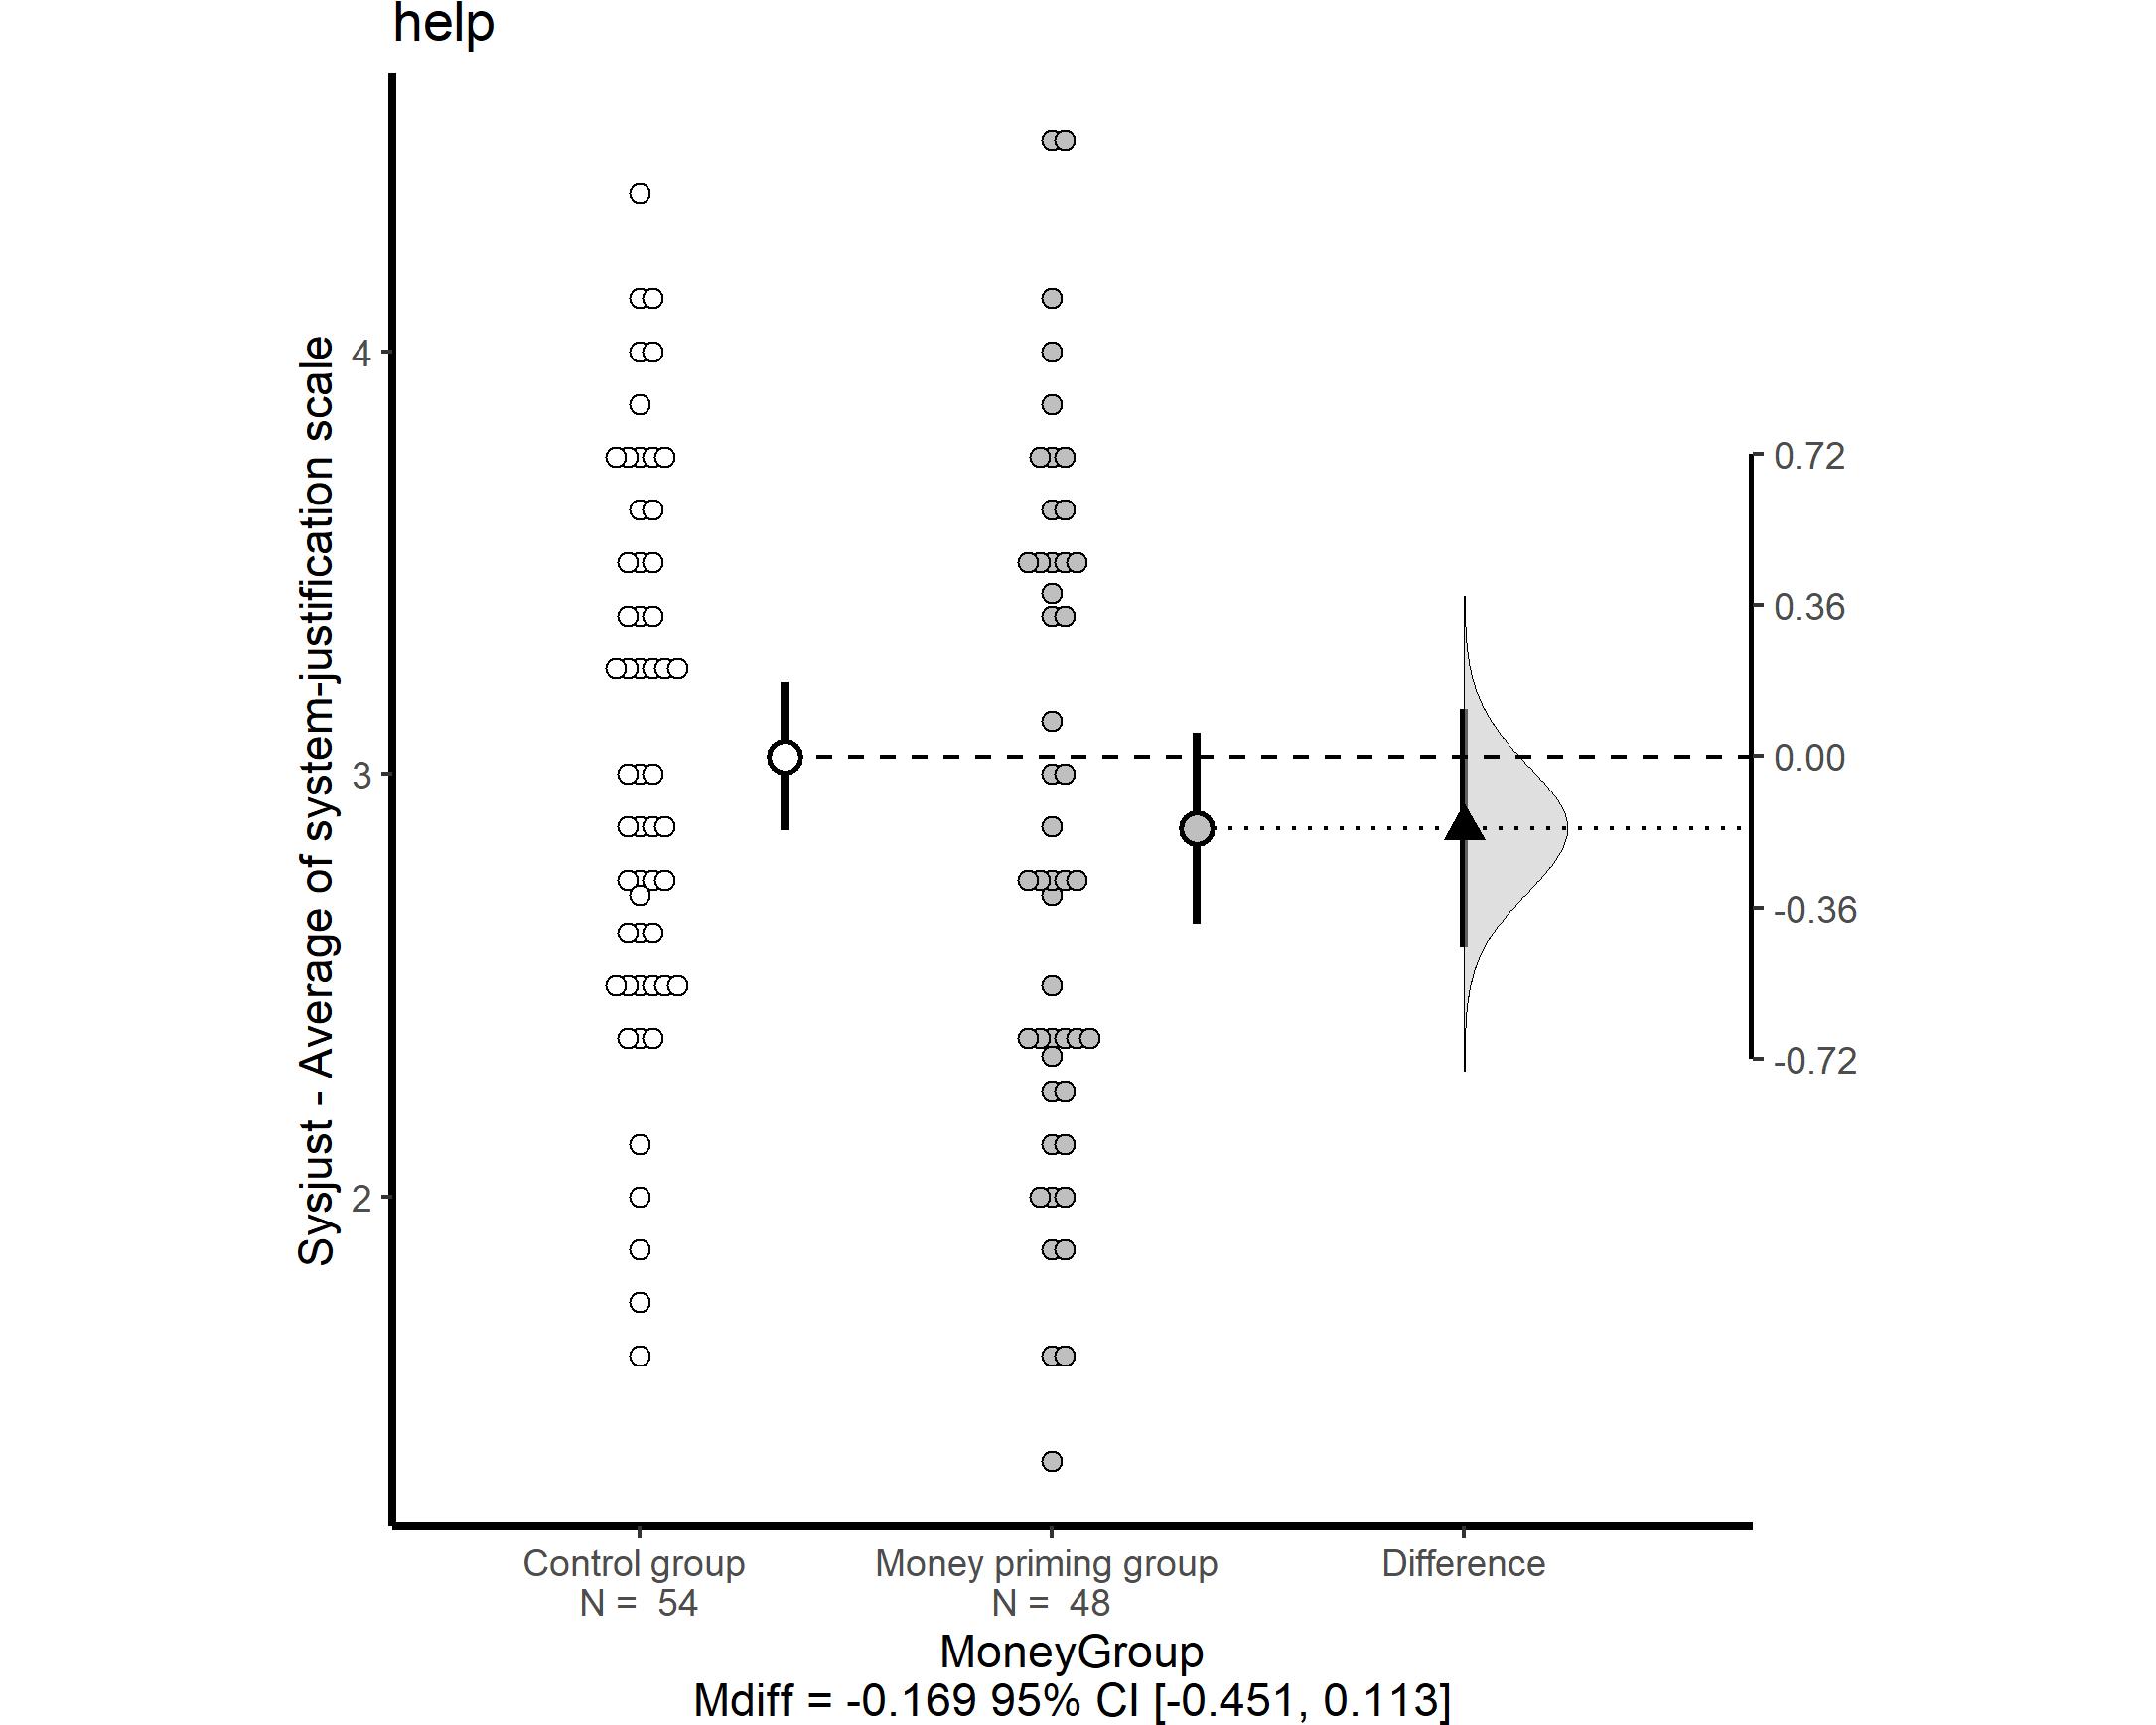 help
Sysjust - Average of system-justification scale
4
3
2
0.72
0.36
0.00
-0.36
-0.72
Control group
N =  54
Money priming group
N =  48
Difference
MoneyGroup
Mdiff = -0.169 95% CI [-0.451, 0.113]